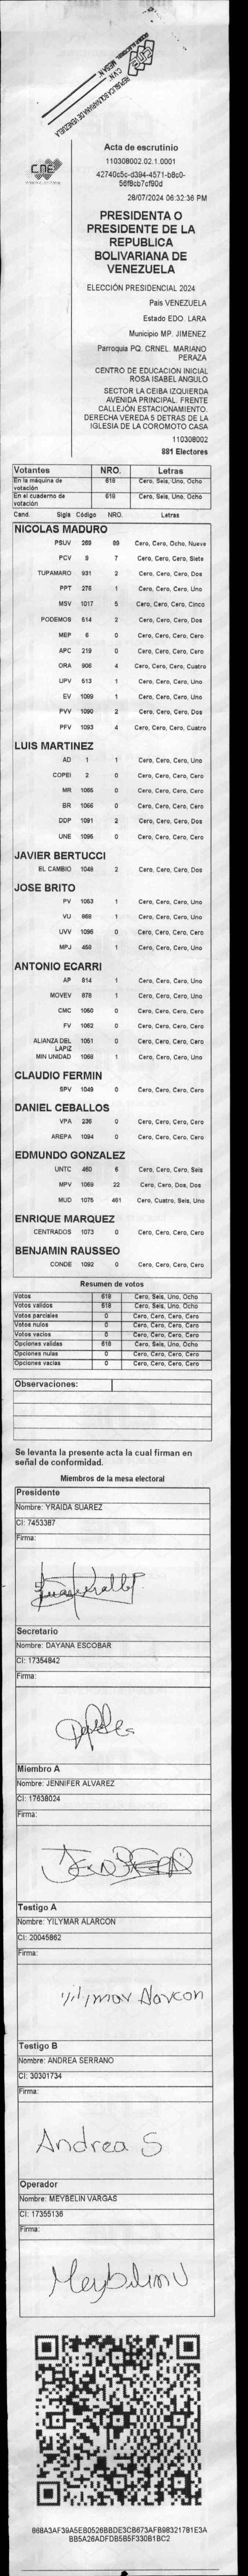 REPUBLICA BOLIVARIANA DE VENEZUELA
CNE
Acta de escrutinio
110308002.02.1.0001
42740c5c-d394-4571-b8c0-
56f8cb7cf90d
28/07/2024 06:32:36 PM
PRESIDENTA O
PRESIDENTE DE LA
REPUBLICA
BOLIVARIANA DE
VENEZUELA
ELECCIÓN PRESIDENCIAL 2024
País VENEZUELA
Estado EDO. LARA
Municipio MP. JIMENEZ
Parroquia PQ. CRNEL. MARIANO
PERAZA
CENTRO DE EDUCACION INICIAL
ROSA ISABEL ANGULO
SECTOR LA CEIBA IZQUIERDA
AVENIDA PRINCIPAL. FRENTE
CALLEJÓN ESTACIONAMIENTO.
DERECHA VEREDA 5 DETRAS DE LA
IGLESIA DE LA COROMOTO CASA
110308002
881 Electores
Votantes NRO. Letras
En la máquina de votación 618 Cero, Seis, Uno, Ocho
En el cuaderno de votación 618 Cero, Seis, Uno, Ocho
Cand. Sigla Código NRO. Letras
NICOLAS MADURO
PSUV 269 89 Cero, Cero, Ocho, Nueve
PCV 9 7 Cero, Cero, Cero, Siete
TUPAMARO 931 2 Cero, Cero, Cero, Dos
PPT 276 1 Cero, Cero, Cero, Uno
MSV 1017 5 Cero, Cero, Cero, Cinco
PODEMOS 514 2 Cero, Cero, Cero, Dos
MEP 6 0 Cero, Cero, Cero, Cero
APC 219 0 Cero, Cero, Cero, Cero
ORA 906 4 Cero, Cero, Cero, Cuatro
UPV 513 1 Cero, Cero, Cero, Uno
EV 1089 1 Cero, Cero, Cero, Uno
PVV 1090 2 Cero, Cero, Cero, Dos
PFV 1093 4 Cero, Cero, Cero, Cuatro
LUIS MARTINEZ
AD 1 1 Cero, Cero, Cero, Uno
COPEI 2 0 Cero, Cero, Cero, Cero
MR 1065 0 Cero, Cero, Cero, Cero
BR 1066 0 Cero, Cero, Cero, Cero
DDP 1091 2 Cero, Cero, Cero, Dos
UNE 1095 0 Cero, Cero, Cero, Cero
JAVIER BERTUCCI
EL CAMBIO 1048 2 Cero, Cero, Cero, Dos
JOSE BRITO
PV 1053 1 Cero, Cero, Cero, Uno
VU 868 1 Cero, Cero, Cero, Uno
UVV 1096 0 Cero, Cero, Cero, Cero
MPJ 458 1 Cero, Cero, Cero, Uno
ANTONIO ECARRI
AP 814 1 Cero, Cero, Cero, Uno
MOVEV 878 1 Cero, Cero, Cero, Uno
CMC 1050 0 Cero, Cero, Cero, Cero
FV 1062 0 Cero, Cero, Cero, Cero
ALIANZA DEL LAPIZ 1051 0 Cero, Cero, Cero, Cero
MIN UNIDAD 1068 1 Cero, Cero, Cero, Uno
CLAUDIO FERMIN
SPV 1049 0 Cero, Cero, Cero, Cero
DANIEL CEBALLOS
VPA 236 0 Cero, Cero, Cero, Cero
AREPA 1094 0 Cero, Cero, Cero, Cero
EDMUNDO GONZALEZ
UNTC 460 6 Cero, Cero, Cero, Seis
MPV 1069 22 Cero, Cero, Dos, Dos
MUD 1075 461 Cero, Cuatro, Seis, Uno
ENRIQUE MARQUEZ
CENTRADOS 1073 0 Cero, Cero, Cero, Cero
BENJAMIN RAUSSEO
CONDE 1092 0 Cero, Cero, Cero, Cero
Resumen de votos
Votos 618 Cero, Seis, Uno, Ocho
Votos validos 618 Cero, Seis, Uno, Ocho
Votos parciales 0 Cero, Cero, Cero, Cero
Votos nulos 0 Cero, Cero, Cero, Cero
Votos vacios 0 Cero, Cero, Cero, Cero
Opciones validas 618 Cero, Seis, Uno, Ocho
Opciones nulas 0 Cero, Cero, Cero, Cero
Opciones vacias 0 Cero, Cero, Cero, Cero
Observaciones:
Se levanta la presente acta la cual firman en
señal de conformidad.
Miembros de la mesa electoral
Presidente
Nombre: YRAIDA SUAREZ
CI: 7453387
Firma:
Secretario
Nombre: DAYANA ESCOBAR
CI: 17354842
Firma:
Miembro A
Nombre: JENNIFER ALVAREZ
CI: 17638024
Firma:
Testigo A
Nombre: YILYMAR ALARCON
CI: 20045862
Firma:
Yilymar Alarcon
Testigo B
Nombre: ANDREA SERRANO
CI: 30301734
Firma:
Andrea S
Operador
Nombre: MEYBELIN VARGAS
CI: 17355136
Firma:
Meybelin V
868A3AF39A5EB0526BBDE3CB673AFB98321781E3A
BB5A26ADFDB5B5F330B1BC2